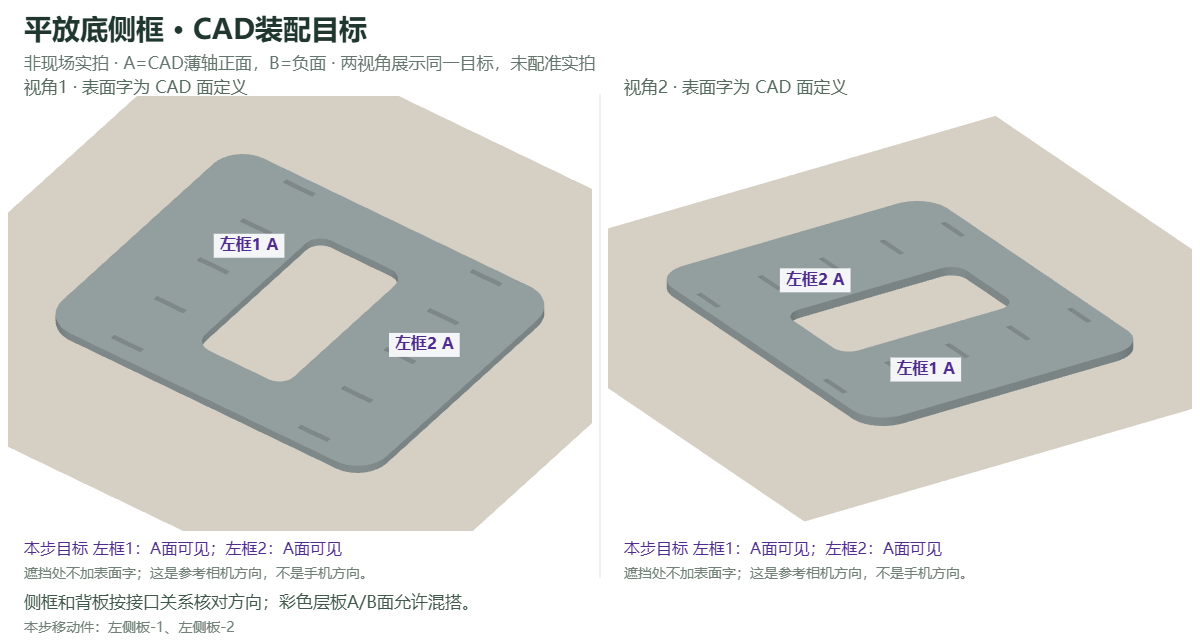 平放底侧框 • CAD装配目标
非现场实拍 · A=CAD薄轴正面，B=负面 · 两视角展示同一目标，未配准实拍
视角1 · 表面字为 CAD 面定义
视角2 · 表面字为 CAD 面定义
左框1 A
左框2 A
左框2 A
左框1 A
本步目标 左框1：A面可见；左框2：A面可见
遮挡处不加表面字；这是参考相机方向，不是手机方向。
本步目标 左框1：A面可见；左框2：A面可见
遮挡处不加表面字；这是参考相机方向，不是手机方向。
侧框和背板按接口关系核对方向；彩色层板A/B面允许混搭。
本步移动件：左侧板-1、左侧板-2